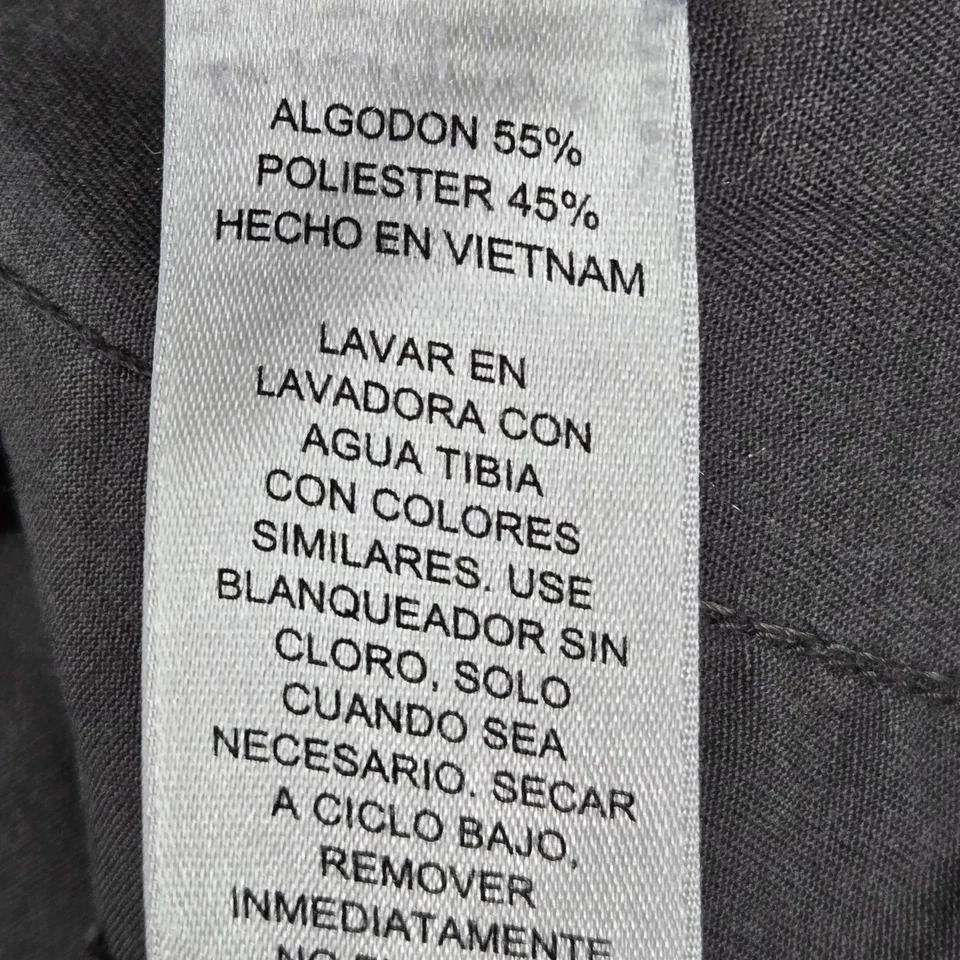 ALGODON 55%
POLIESTER 45%
HECHO EN VIETNAM
LAVAR EN
LAVADORA CON
AGUA TIBIA
CON COLORES
SIMILARES. USE
BLANQUEADOR SIN
CLORO, SOLO
CUANDO SEA
NECESARIO. SECAR
A CICLO BAJO,
REMOVER
INMEDIATAMENTE
NO